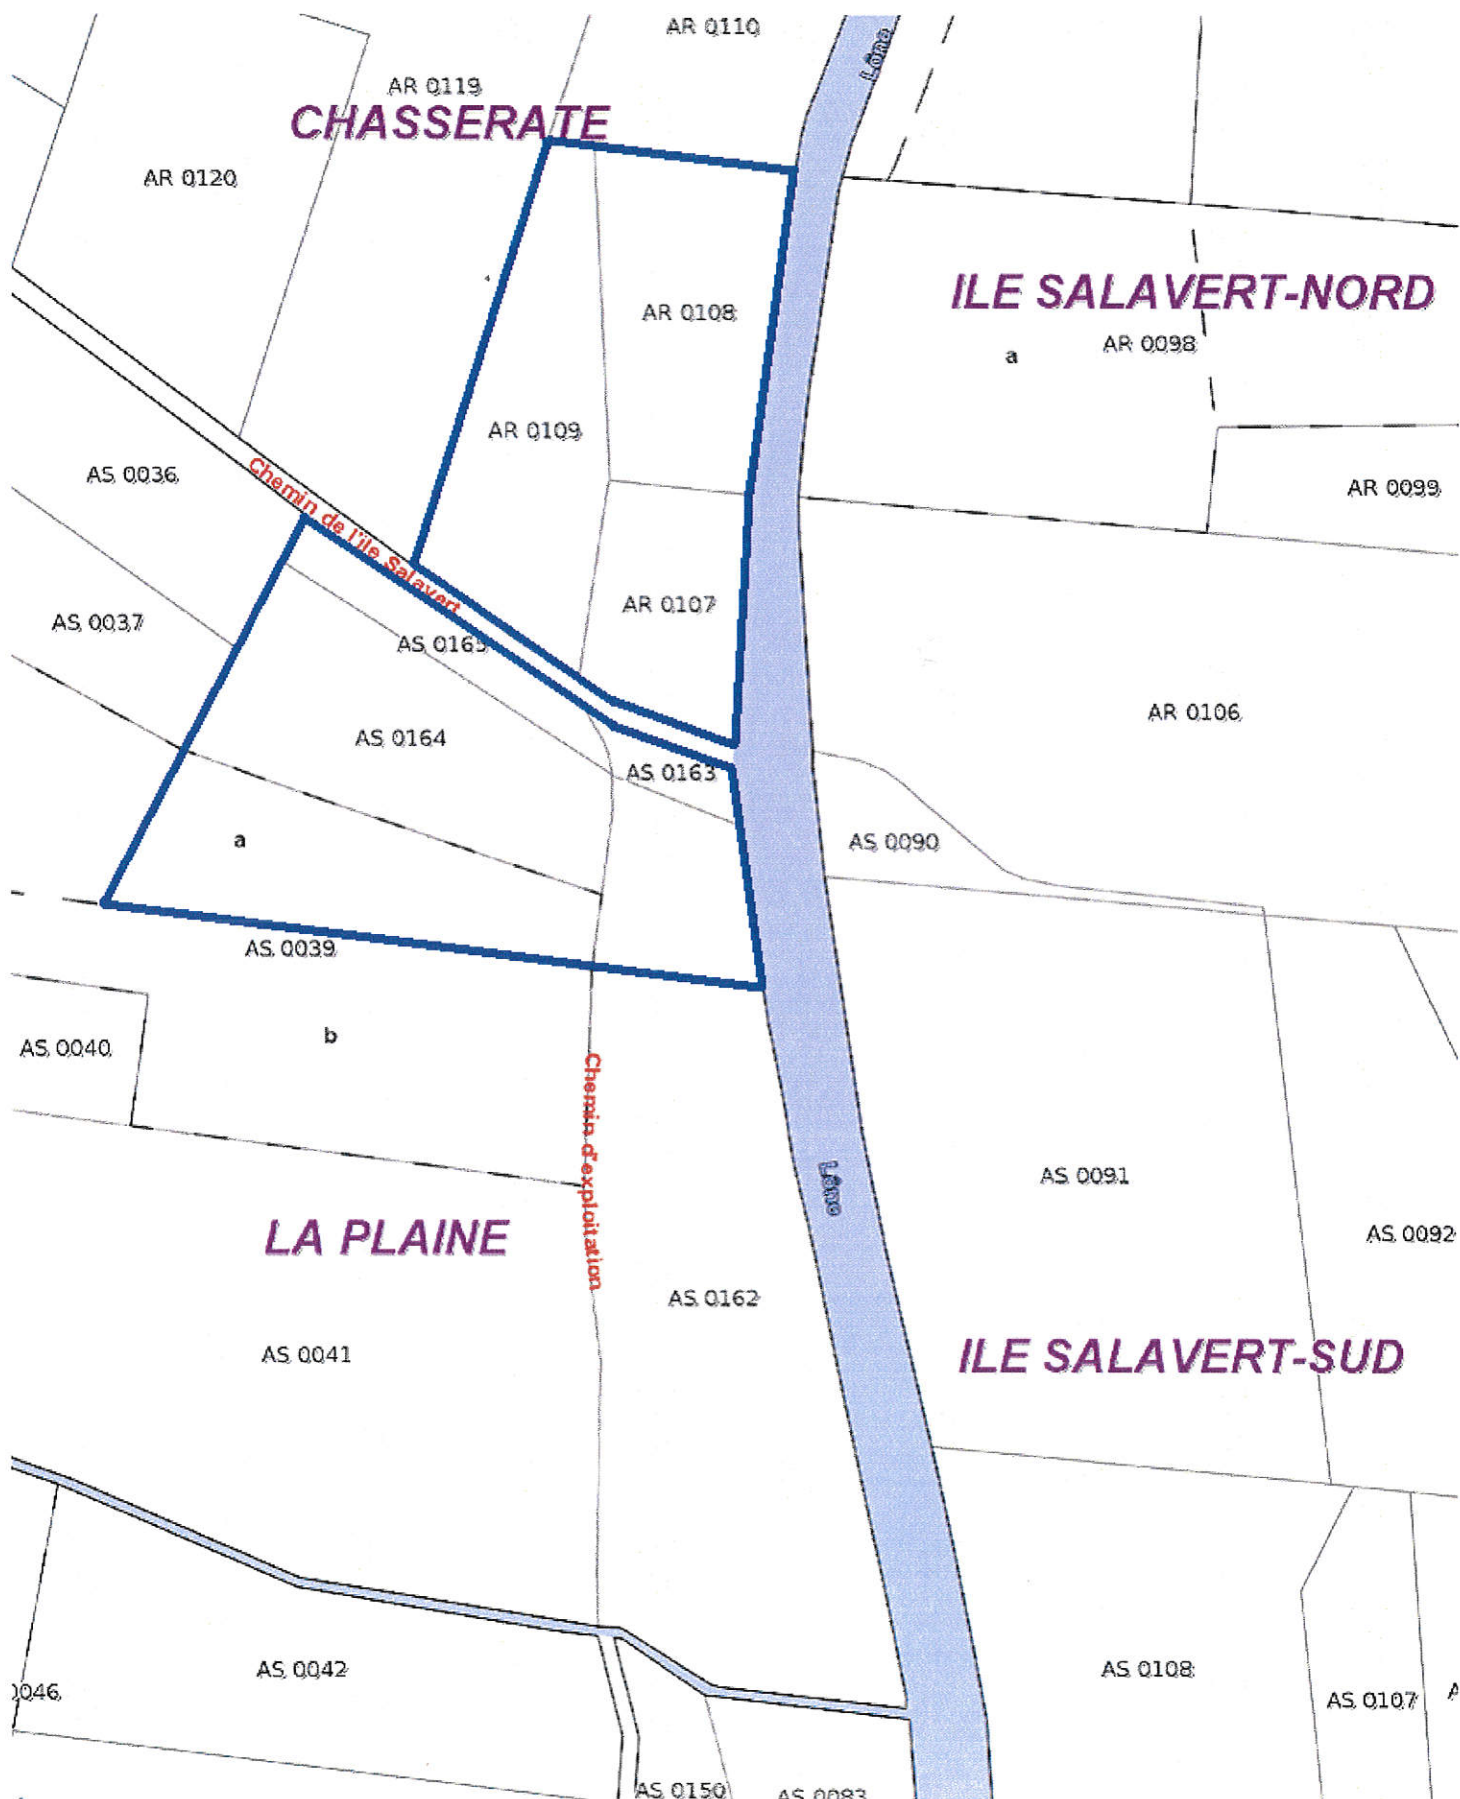 AR 0110
Lône
AR 0119
CHASSERATE
AR 0120
ILE SALAVERT-NORD
AR 0108
AR 0098
a
AR 0109
AS 0036
Chemin de l'île Salavert
AR 0099
AR 0107
AS 0037
AS 0165
AR 0106
AS 0164
AS 0163
a
AS 0090
AS 0039
b
AS 0040
Chemin d'exploitation
AS 0091
Lône
LA PLAINE
AS 0092
AS 0162
AS 0041
ILE SALAVERT-SUD
AS 0042
AS 0108
0046
AS 0107
AS 0150
AS 0083